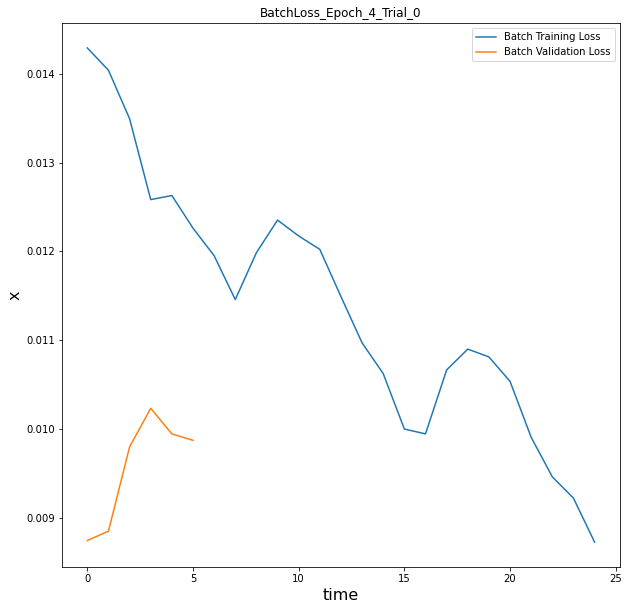 BatchLoss_Epoch_4_Trial_0
Batch Training Loss
Batch Validation Loss
0.014
0.013
0.012
0.011
0.010
0.009
x
0
5
10
15
20
25
time